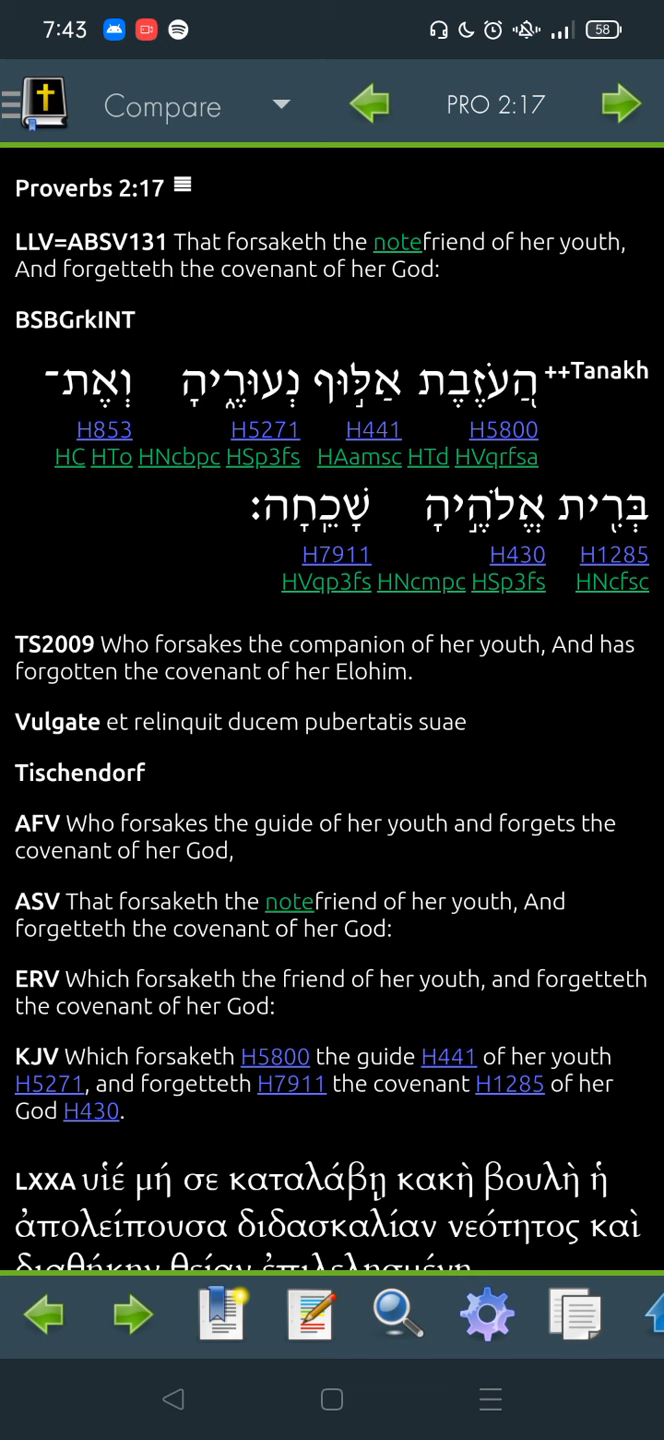 7:43
58
Compare
PRO 2:17
Proverbs 2:17
LLV=ABSV131 That forsaketh the notefriend of her youth,
And forgetteth the covenant of her God:
BSBGrkINT
++Tanakh הַ֭עֹזֶבֶת אַלּ֣וּף נְעוּרֶ֑יהָ וְאֶת־
H5800 H441 H5271 H853
HC HTo HNcbpc HSp3fs HAamsc HTd HVqrfsa
בְּרִ֖ית אֱלֹהֶ֣יהָ שָׁכֵֽחָה׃
H1285 H430 H7911
HVqp3fs HNcmpc HSp3fs HNcfsc
TS2009 Who forsakes the companion of her youth, And has
forgotten the covenant of her Elohim.
Vulgate et relinquit ducem pubertatis suae
Tischendorf
AFV Who forsakes the guide of her youth and forgets the
covenant of her God,
ASV That forsaketh the notefriend of her youth, And
forgetteth the covenant of her God:
ERV Which forsaketh the friend of her youth, and forgetteth
the covenant of her God:
KJV Which forsaketh H5800 the guide H441 of her youth
H5271, and forgetteth H7911 the covenant H1285 of her
God H430.
LXXA υἱέ μή σε καταλάβῃ κακὴ βουλὴ ἡ
ἀπολείπουσα διδασκαλίαν νεότητος καὶ
διαθήκην θείαν ἐπιλελησμένη